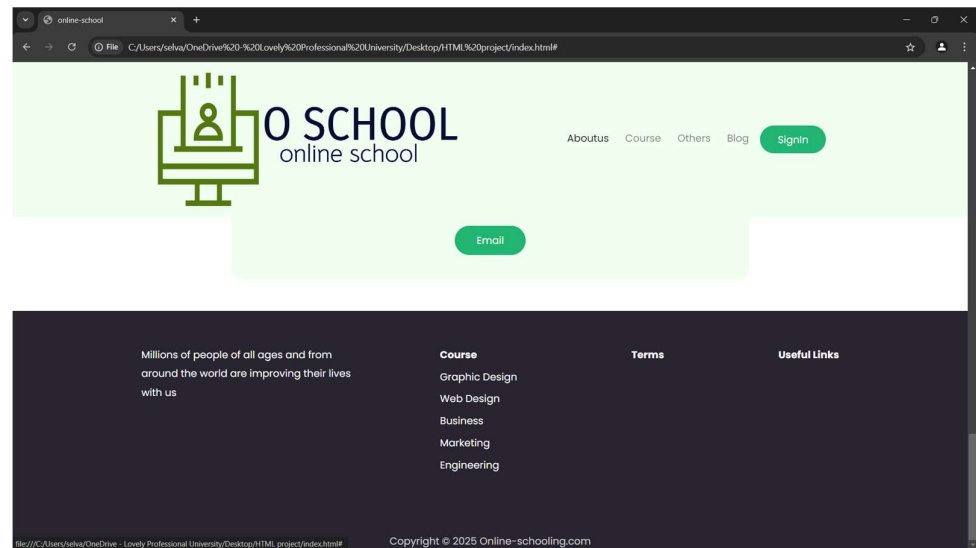 online-school
File C:/Users/selva/OneDrive%20-%20Lovely%20Professional%20University/Desktop/HTML%20project/index.html#
O SCHOOL
online school
Aboutus Course Others Blog SignIn
Email
Millions of people of all ages and from
around the world are improving their lives
with us
Course
Graphic Design
Web Design
Business
Marketing
Engineering
Terms
Useful Links
Copyright © 2025 Online-schooling.com
file:///C:/Users/selva/OneDrive - Lovely Professional University/Desktop/HTML project/index.html#